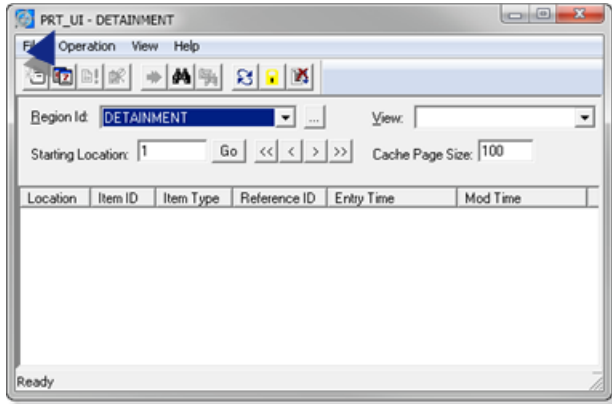 PRT_UI - DETAINMENT
Operation View Help
Region Id: DETAINMENT ... View:
Starting Location: 1 Go << < > >> Cache Page Size: 100
Location Item ID Item Type Reference ID Entry Time Mod Time
Ready